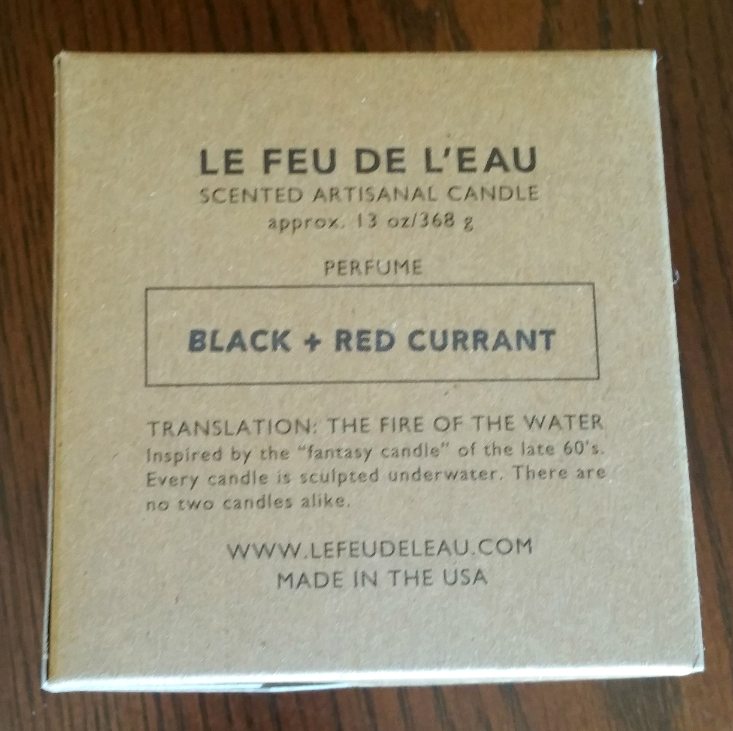 LE FEU DE L'EAU
SCENTED ARTISANAL CANDLE
approx. 13 oz/368 g
PERFUME
BLACK + RED CURRANT
TRANSLATION: THE FIRE OF THE WATER
Inspired by the "fantasy candle" of the late 60's.
Every candle is sculpted underwater. There are
no two candles alike.
WWW.LEFEUDELEAU.COM
MADE IN THE USA